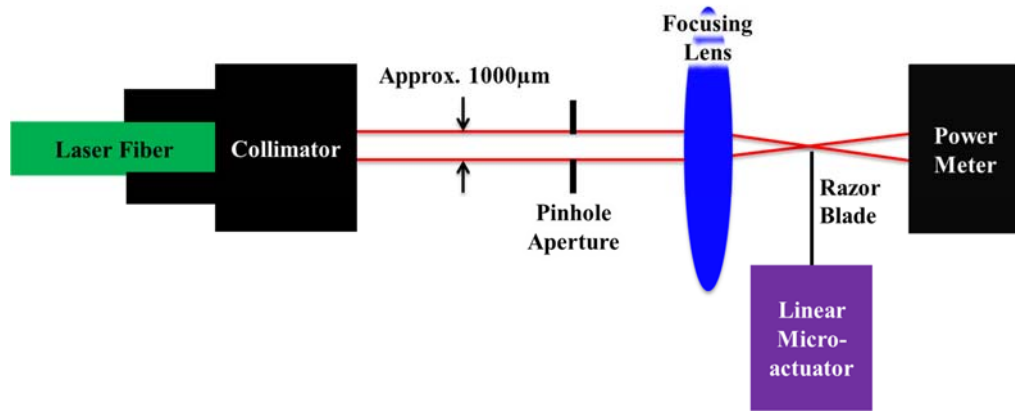 Laser Fiber
Collimator
Approx. 1000µm
Pinhole
Aperture
Focusing
Lens
Razor
Blade
Linear
Micro-
actuator
Power
Meter